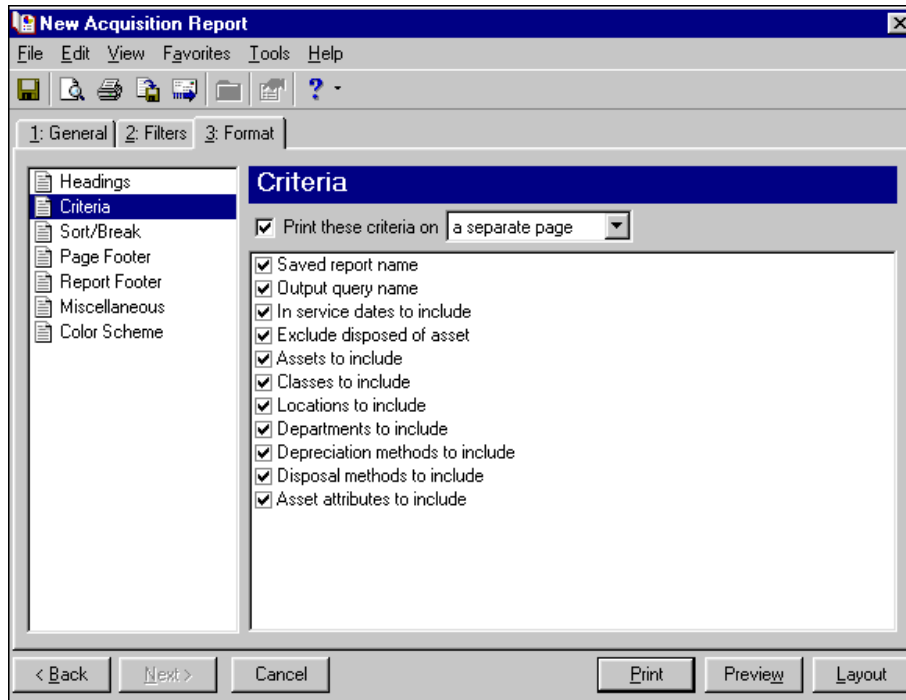 New Acquisition Report
File Edit View Favorites Tools Help
1: General 2: Filters 3: Format
Headings
Criteria
Sort/Break
Page Footer
Report Footer
Miscellaneous
Color Scheme
Criteria
Print these criteria on a separate page
Saved report name
Output query name
In service dates to include
Exclude disposed of asset
Assets to include
Classes to include
Locations to include
Departments to include
Depreciation methods to include
Disposal methods to include
Asset attributes to include
< Back Next > Cancel Print Preview Layout